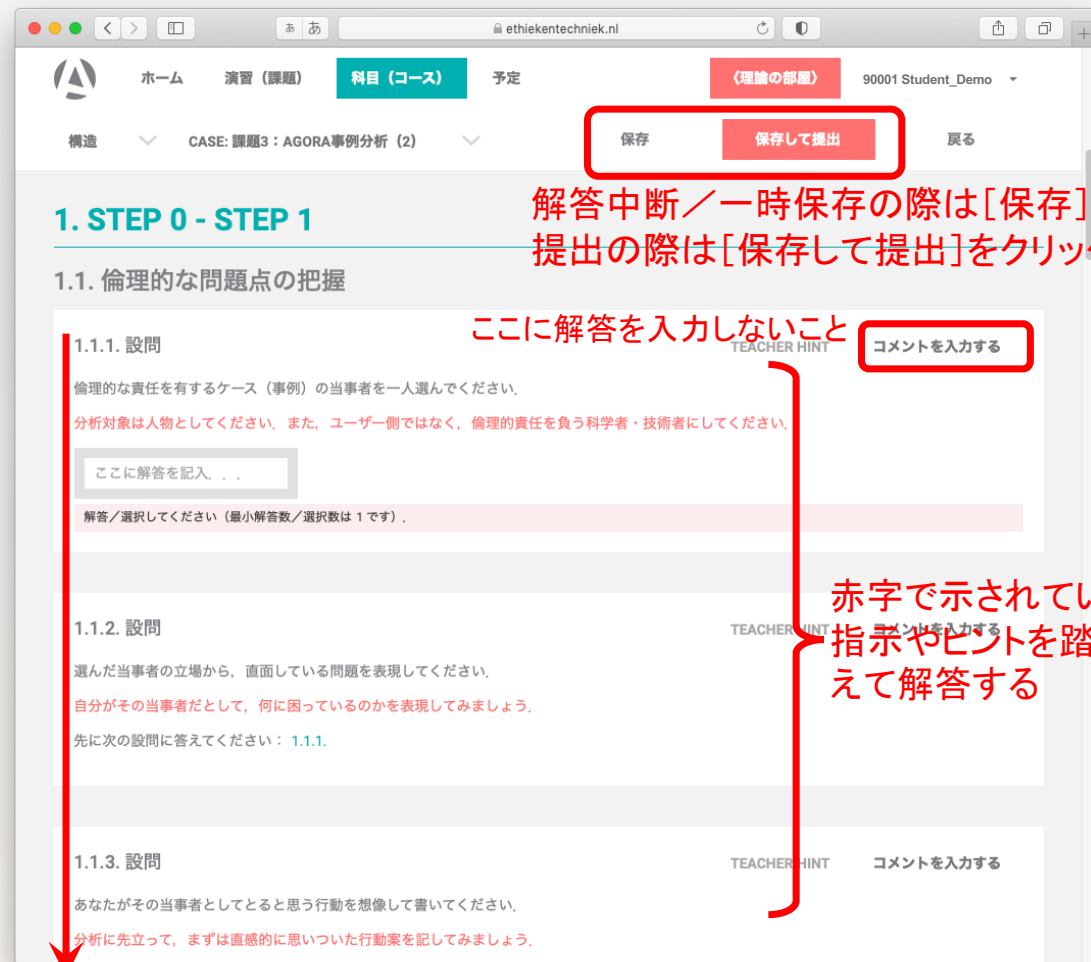 ああ
ethiekentechniek.nl
ホーム 演習（課題） 科目（コース） 予定 〈理論の部屋〉 90001 Student_Demo
構造 CASE: 課題3：AGORA事例分析（2） 保存 保存して提出 戻る
解答中断／一時保存の際は［保存］
提出の際は［保存して提出］をクリック
1. STEP 0 - STEP 1
1.1. 倫理的な問題点の把握
ここに解答を入力しないこと
1.1.1. 設問 TEACHER HINT コメントを入力する
倫理的な責任を有するケース（事例）の当事者を一人選んでください．
分析対象は人物としてください．また，ユーザー側ではなく，倫理的責任を負う科学者・技術者にしてください．
ここに解答を記入．．．
解答／選択してください（最小解答数／選択数は 1 です）．
赤字で示されてい
指示やヒントを踏
えて解答する
1.1.2. 設問 TEACHER HINT コメントを入力する
選んだ当事者の立場から，直面している問題を表現してください．
自分がその当事者だとして，何に困っているのかを表現してみましょう．
先に次の設問に答えてください： 1.1.1.
1.1.3. 設問 TEACHER HINT コメントを入力する
あなたがその当事者としてとると思う行動を想像して書いてください．
分析に先立って，まずは直感的に思いついた行動案を記してみましょう．